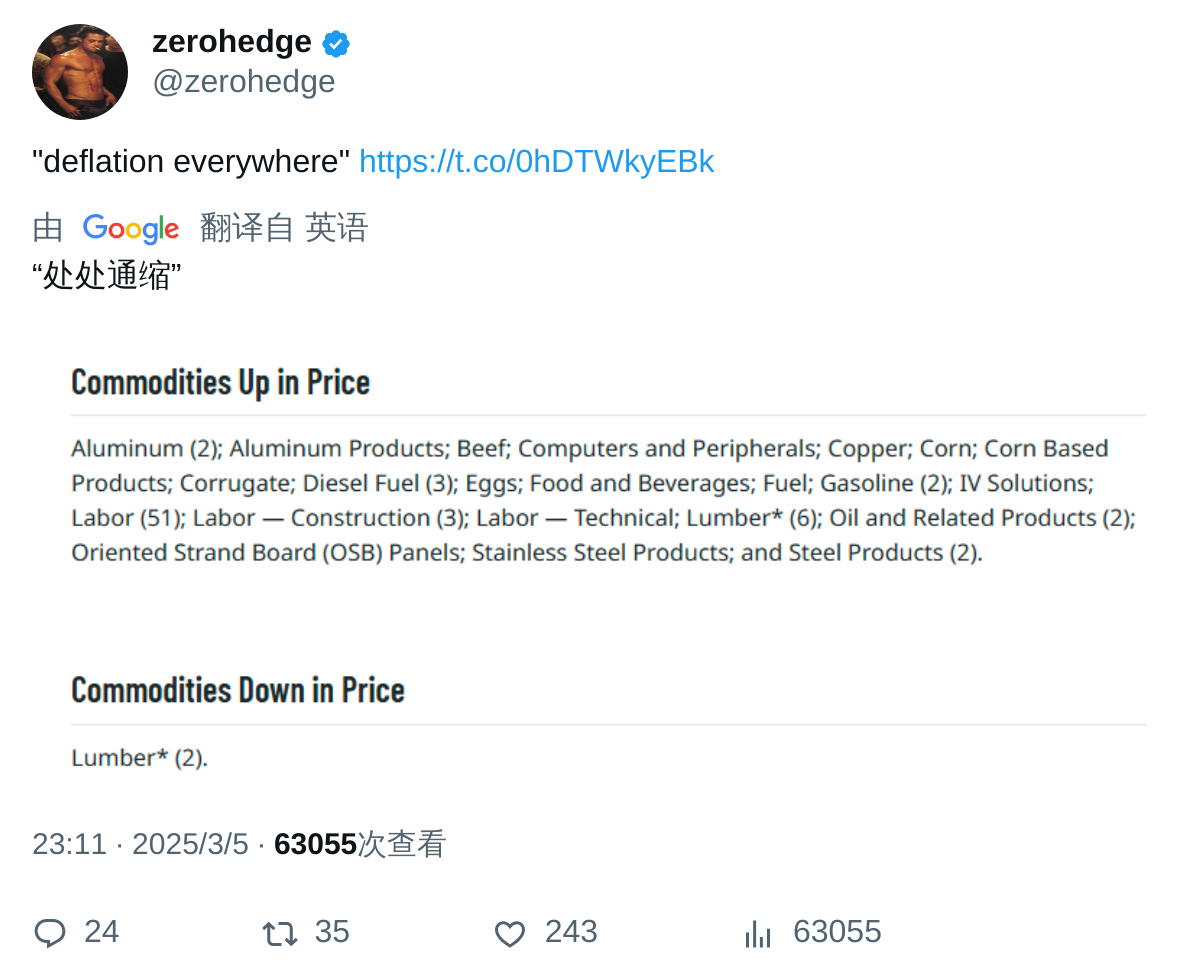 zerohedge
@zerohedge
"deflation everywhere" https://t.co/0hDTWkyEBk
由 Google 翻译自 英语
“处处通缩”
Commodities Up in Price
Aluminum (2); Aluminum Products; Beef; Computers and Peripherals; Copper; Corn; Corn Based
Products; Corrugate; Diesel Fuel (3); Eggs; Food and Beverages; Fuel; Gasoline (2); IV Solutions;
Labor (51); Labor — Construction (3); Labor — Technical; Lumber* (6); Oil and Related Products (2);
Oriented Strand Board (OSB) Panels; Stainless Steel Products; and Steel Products (2).
Commodities Down in Price
Lumber* (2).
23:11 · 2025/3/5 · 63055次查看
24 35 243 63055